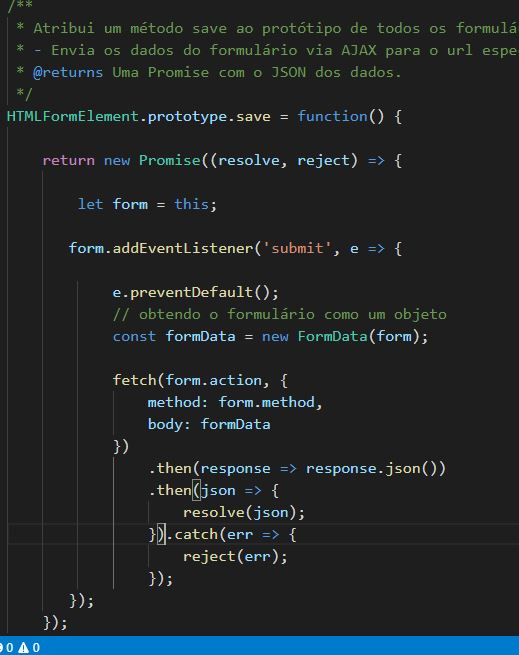 /**
 * Atribui um método save ao protótipo de todos os
 * - Envia os dados do formulário via AJAX para o url
 * @returns Uma Promise com o JSON dos dados.
 */
HTMLFormElement.prototype.save = function() {
return new Promise((resolve, reject) => {
let form = this;
form.addEventListener('submit', e => {
e.preventDefault();
// obtendo o formulário como um objeto
const formData = new FormData(form);
fetch(form.action, {
method: form.method,
body: formData
})
.then(response => response.json())
.then(json => {
resolve(json);
}).catch(err => {
reject(err);
});
});
});
0 0